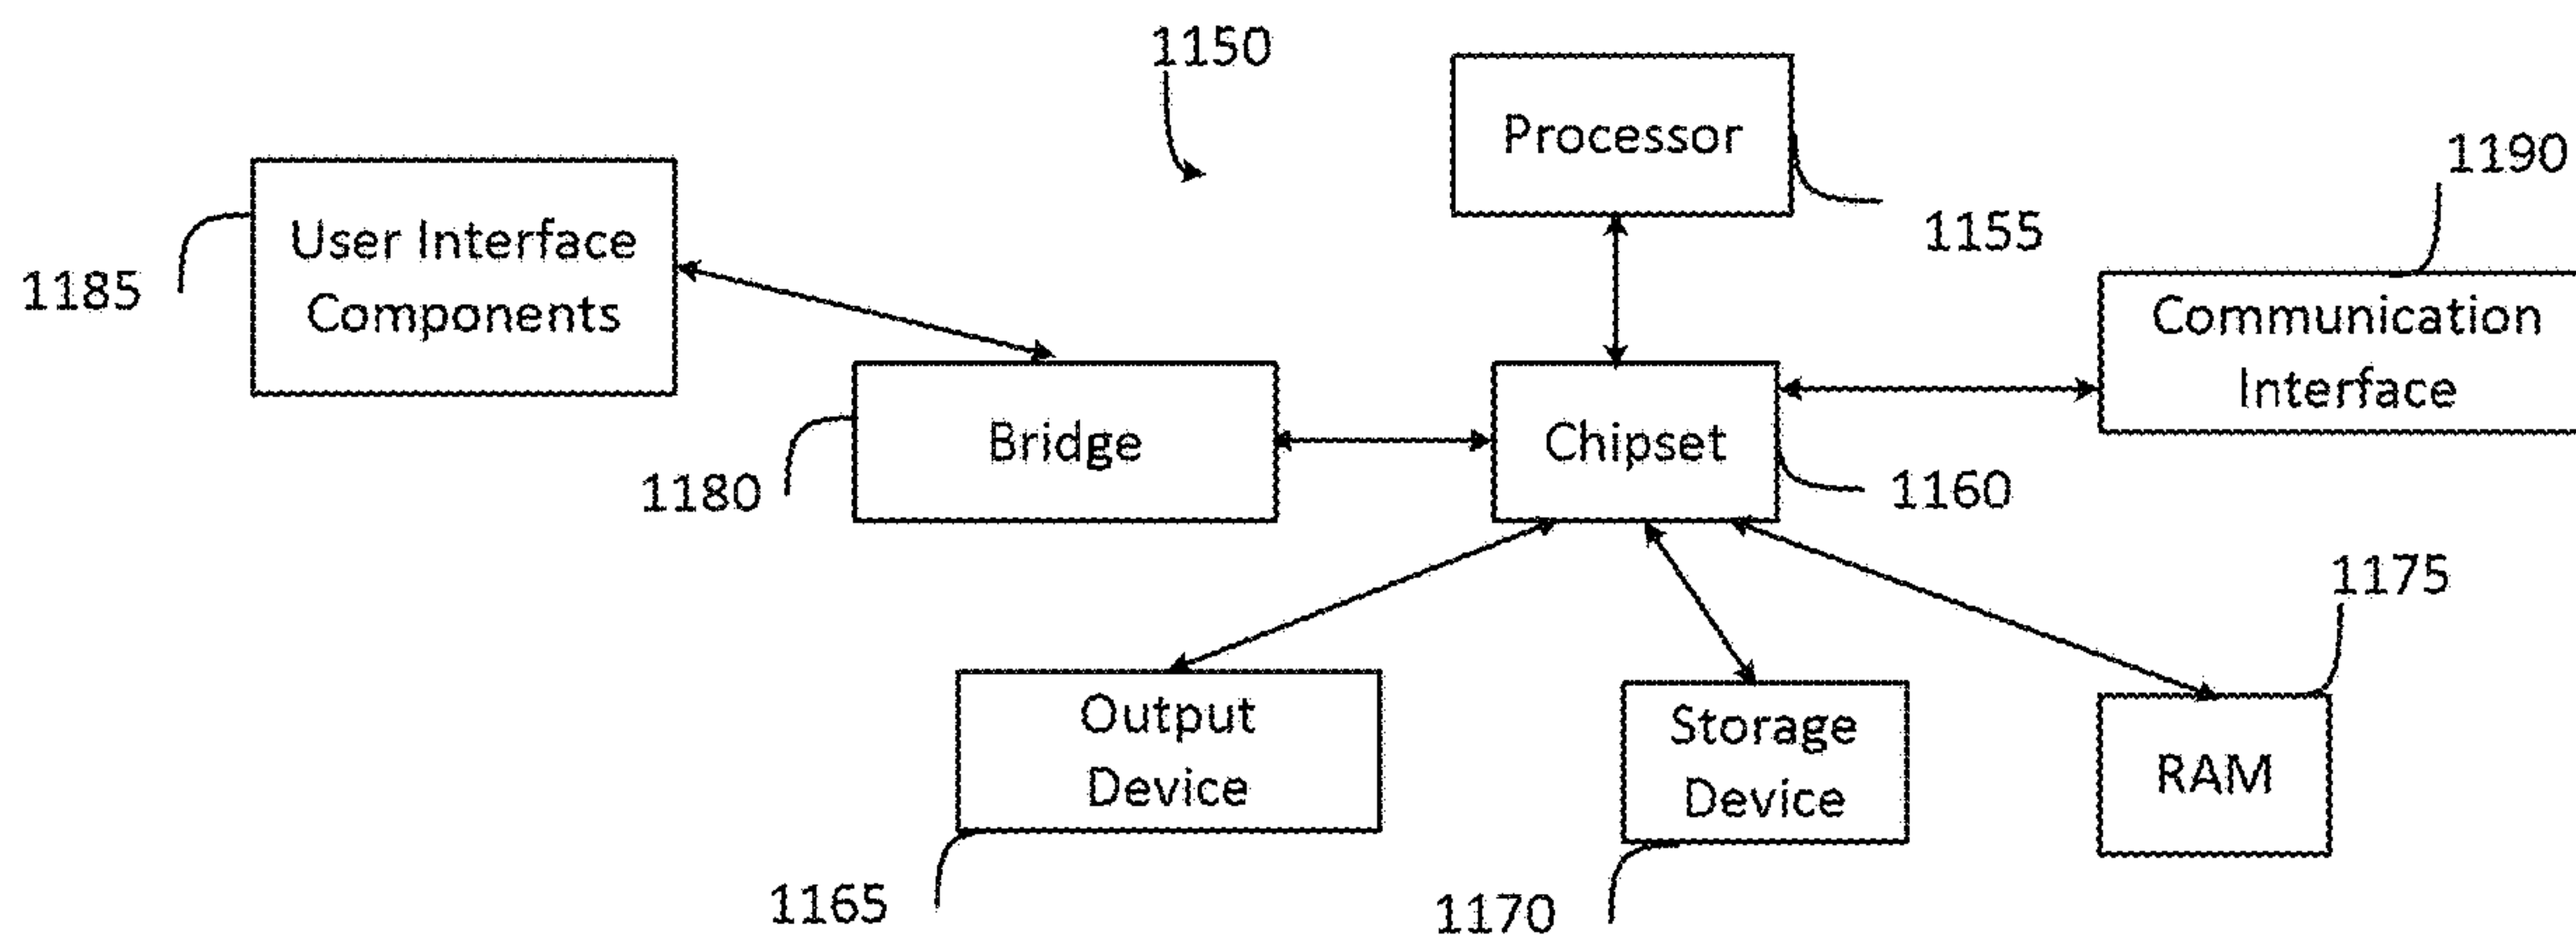 1150
Processor
1190
User Interface
Components
1155
1185
Communication
Interface
Bridge
Chipset
1180
1160
1175
Output
Device
Storage
Device
RAM
1165
1170